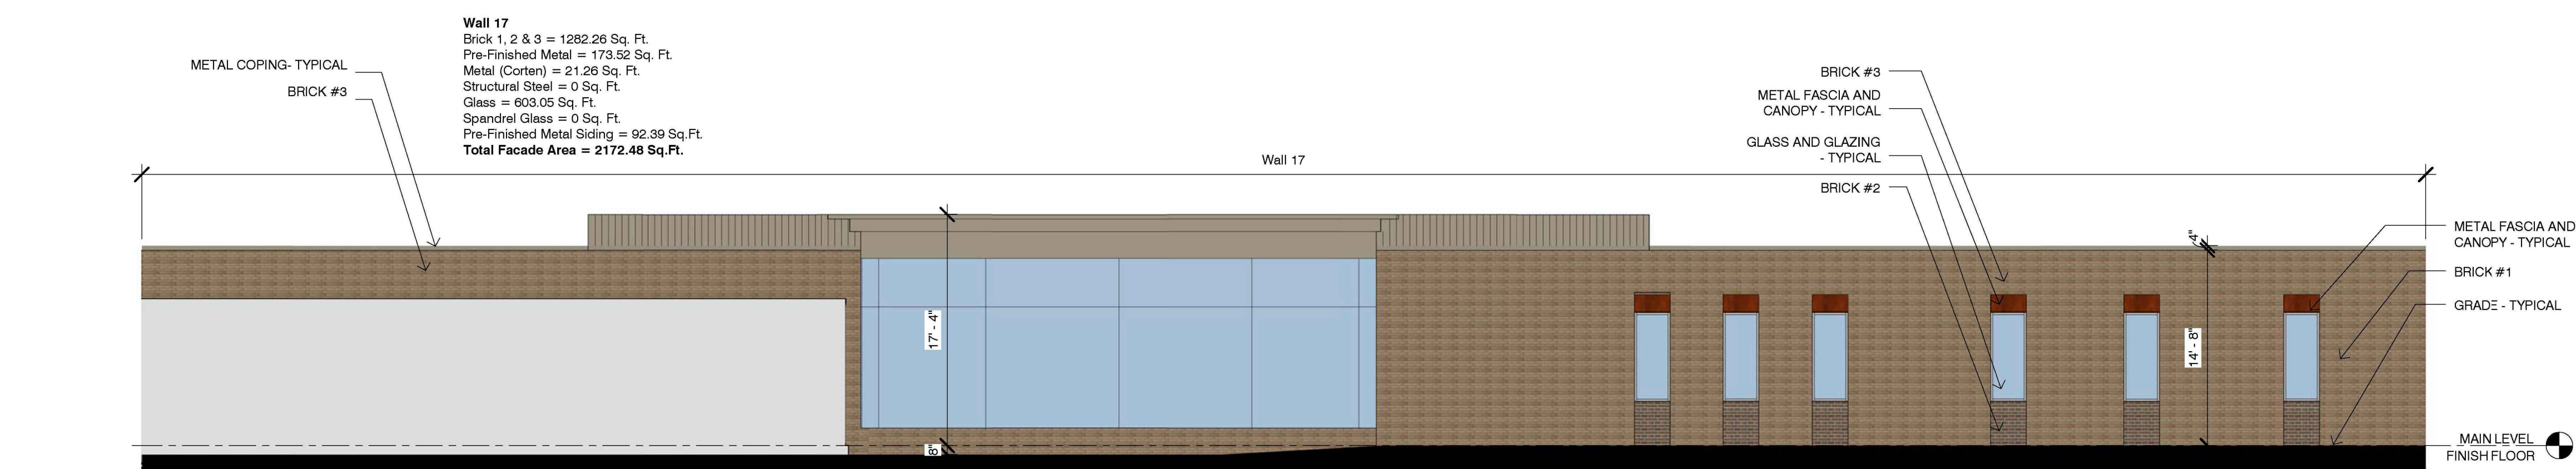 Wall 17
Brick 1, 2 & 3 = 1282.26 Sq. Ft.
Pre-Finished Metal = 173.52 Sq. Ft.
Metal (Corten) = 21.26 Sq. Ft.
Structural Steel = 0 Sq. Ft.
Glass = 603.05 Sq. Ft.
Spandrel Glass = 0 Sq. Ft.
Pre-Finished Metal Siding = 92.39 Sq.Ft.
Total Facade Area = 2172.48 Sq.Ft.
METAL COPING- TYPICAL
BRICK #3
Wall 17
BRICK #3
METAL FASCIA AND
CANOPY - TYPICAL
GLASS AND GLAZING
- TYPICAL
BRICK #2
METAL FASCIA AND
CANOPY - TYPICAL
BRICK #1
GRADE - TYPICAL
17' - 4"
8"
4"
14' - 8"
MAIN LEVEL
FINISH FLOOR